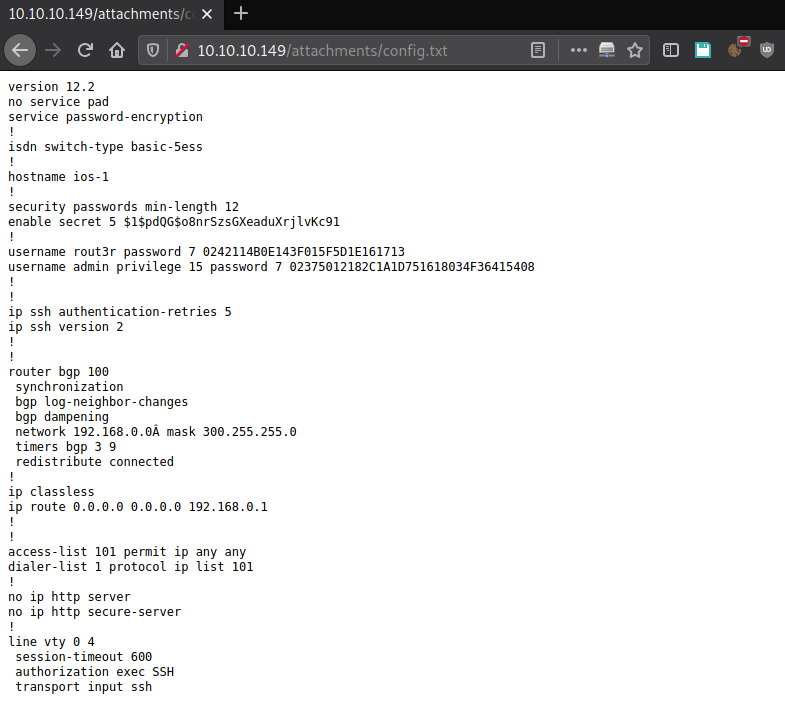 10.10.10.149/attachments/co
10.10.10.149/attachments/config.txt
version 12.2
no service pad
service password-encryption
!
isdn switch-type basic-5ess
!
hostname ios-1
!
security passwords min-length 12
enable secret 5 $1$pdQG$o8nrSzsGXeaduXrjlvKc91
!
username rout3r password 7 0242114B0E143F015F5D1E161713
username admin privilege 15 password 7 02375012182C1A1D751618034F36415408
!
!
ip ssh authentication-retries 5
ip ssh version 2
!
!
router bgp 100
 synchronization
 bgp log-neighbor-changes
 bgp dampening
 network 192.168.0.0Â mask 300.255.255.0
 timers bgp 3 9
 redistribute connected
!
ip classless
ip route 0.0.0.0 0.0.0.0 192.168.0.1
!
!
access-list 101 permit ip any any
dialer-list 1 protocol ip list 101
!
no ip http server
no ip http secure-server
!
line vty 0 4
 session-timeout 600
 authorization exec SSH
 transport input ssh